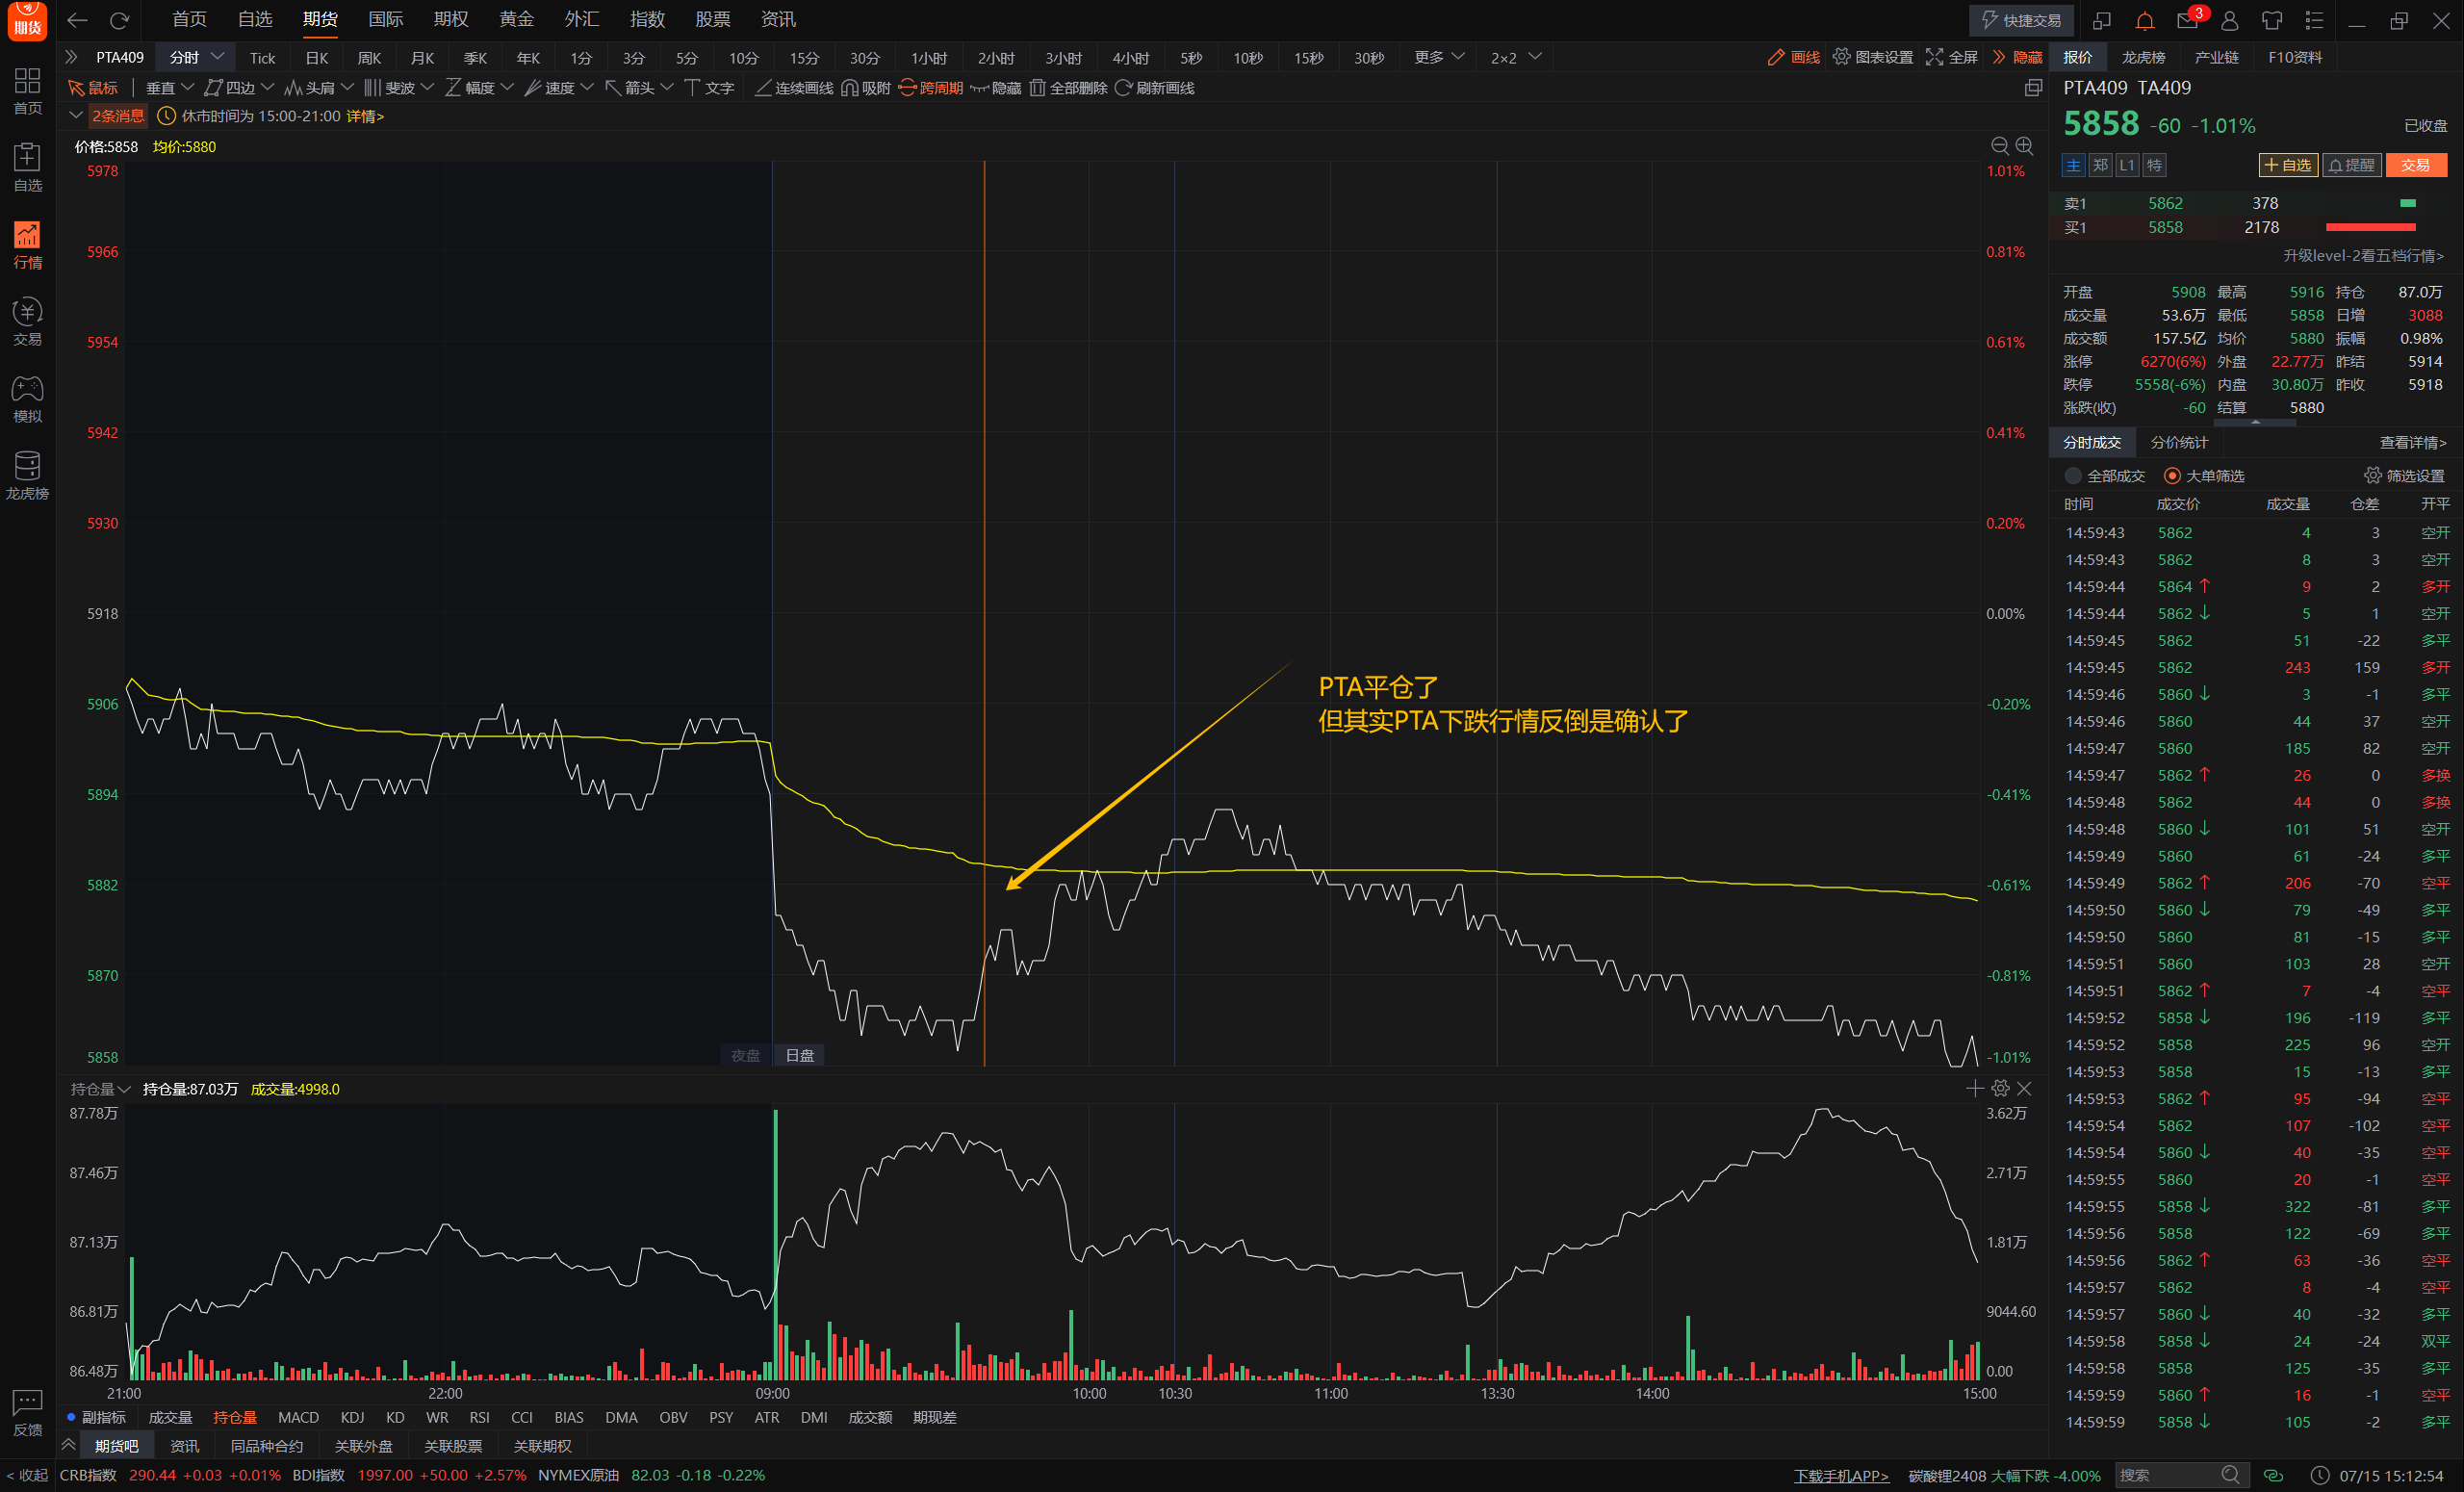 期货 首页 自选 期货 国际 期权 黄金 外汇 指数 股票 资讯 快捷交易 3
PTA409 分时 Tick 日K 周K 月K 季K 年K 1分 3分 5分 10分 15分 30分 1小时 2小时 3小时 4小时 5秒 10秒 15秒 30秒 更多 2×2 画线 图表设置 全屏 隐藏 报价 龙虎榜 产业链 F10资料
鼠标 垂直 四边 头肩 斐波 幅度 速度 箭头 文字 连续画线 吸附 跨周期 隐藏 全部删除 刷新画线
2条消息 休市时间为 15:00-21:00 详情>
首页
自选
行情
交易
模拟
龙虎榜
反馈
< 收起
价格:5858 均价:5880
5978 1.01%
5966 0.81%
5954 0.61%
5942 0.41%
5930 0.20%
5918 0.00%
5906 -0.20%
5894 -0.41%
5882 -0.61%
5870 -0.81%
5858 -1.01%
PTA平仓了
但其实PTA下跌行情反倒是确认了
夜盘 日盘
持仓量 持仓量:87.03万 成交量:4998.0
87.78万 3.62万
87.46万 2.71万
87.13万 1.81万
86.81万 9044.60
86.48万 0.00
21:00 22:00 09:00 10:00 10:30 11:00 13:30 14:00 15:00
副指标 成交量 持仓量 MACD KDJ KD WR RSI CCI BIAS DMA OBV PSY ATR DMI 成交额 期现差
期货吧 资讯 同品种合约 关联外盘 关联股票 关联期权
CRB指数 290.44 +0.03 +0.01% BDI指数 1997.00 +50.00 +2.57% NYMEX原油 82.03 -0.18 -0.22%
下载手机APP> 碳酸锂2408 大幅下跌 -4.00% 搜索 07/15 15:12:54
PTA409 TA409
5858 -60 -1.01% 已收盘
主 郑 L1 特 +自选 提醒 交易
卖1 5862 378
买1 5858 2178
升级level-2看五档行情>
开盘 5908 最高 5916 持仓 87.0万
成交量 53.6万 最低 5858 日增 3088
成交额 157.5亿 均价 5880 振幅 0.98%
涨停 6270(6%) 外盘 22.77万 昨结 5914
跌停 5558(-6%) 内盘 30.80万 昨收 5918
涨跌(收) -60 结算 5880
分时成交 分价统计 查看详情>
全部成交 大单筛选 筛选设置
时间 成交价 成交量 仓差 开平
14:59:43 5862 4 3 空开
14:59:43 5862 8 3 空开
14:59:44 5864 ↑ 9 2 多开
14:59:44 5862 ↓ 5 1 空开
14:59:45 5862 51 -22 多平
14:59:45 5862 243 159 多开
14:59:46 5860 ↓ 3 -1 多平
14:59:46 5860 44 37 空开
14:59:47 5860 185 82 空开
14:59:47 5862 ↑ 26 0 多换
14:59:48 5862 44 0 多换
14:59:48 5860 ↓ 101 51 空开
14:59:49 5860 61 -24 多平
14:59:49 5862 ↑ 206 -70 空平
14:59:50 5860 ↓ 79 -49 多平
14:59:50 5860 81 -15 多平
14:59:51 5860 103 28 空开
14:59:51 5862 ↑ 7 -4 空平
14:59:52 5858 ↓ 196 -119 多平
14:59:52 5858 225 96 空开
14:59:53 5858 15 -13 多平
14:59:53 5862 ↑ 95 -94 空平
14:59:54 5862 107 -102 空平
14:59:54 5860 ↓ 40 -35 空平
14:59:55 5860 20 -1 空平
14:59:55 5858 ↓ 322 -81 多平
14:59:56 5858 122 -69 多平
14:59:56 5862 ↑ 63 -36 空平
14:59:57 5862 8 -4 空平
14:59:57 5860 ↓ 40 -32 多平
14:59:58 5858 ↓ 24 -24 双平
14:59:58 5858 125 -35 多平
14:59:59 5860 ↑ 16 -1 空平
14:59:59 5858 ↓ 105 -2 多平